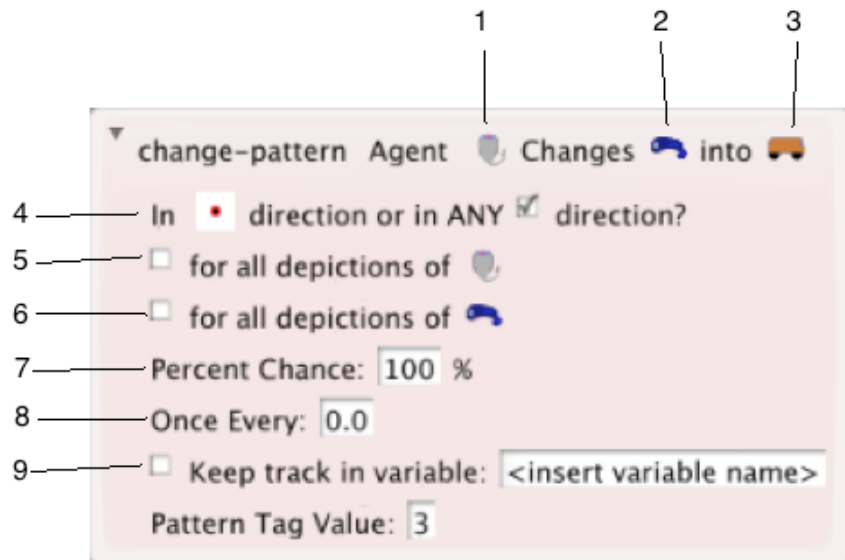 1 2 3
change-pattern Agent Changes into
4 In direction or in ANY direction?
5 for all depictions of
6 for all depictions of
7 Percent Chance: 100 %
8 Once Every: 0.0
9 Keep track in variable: <insert variable name>
Pattern Tag Value: 3